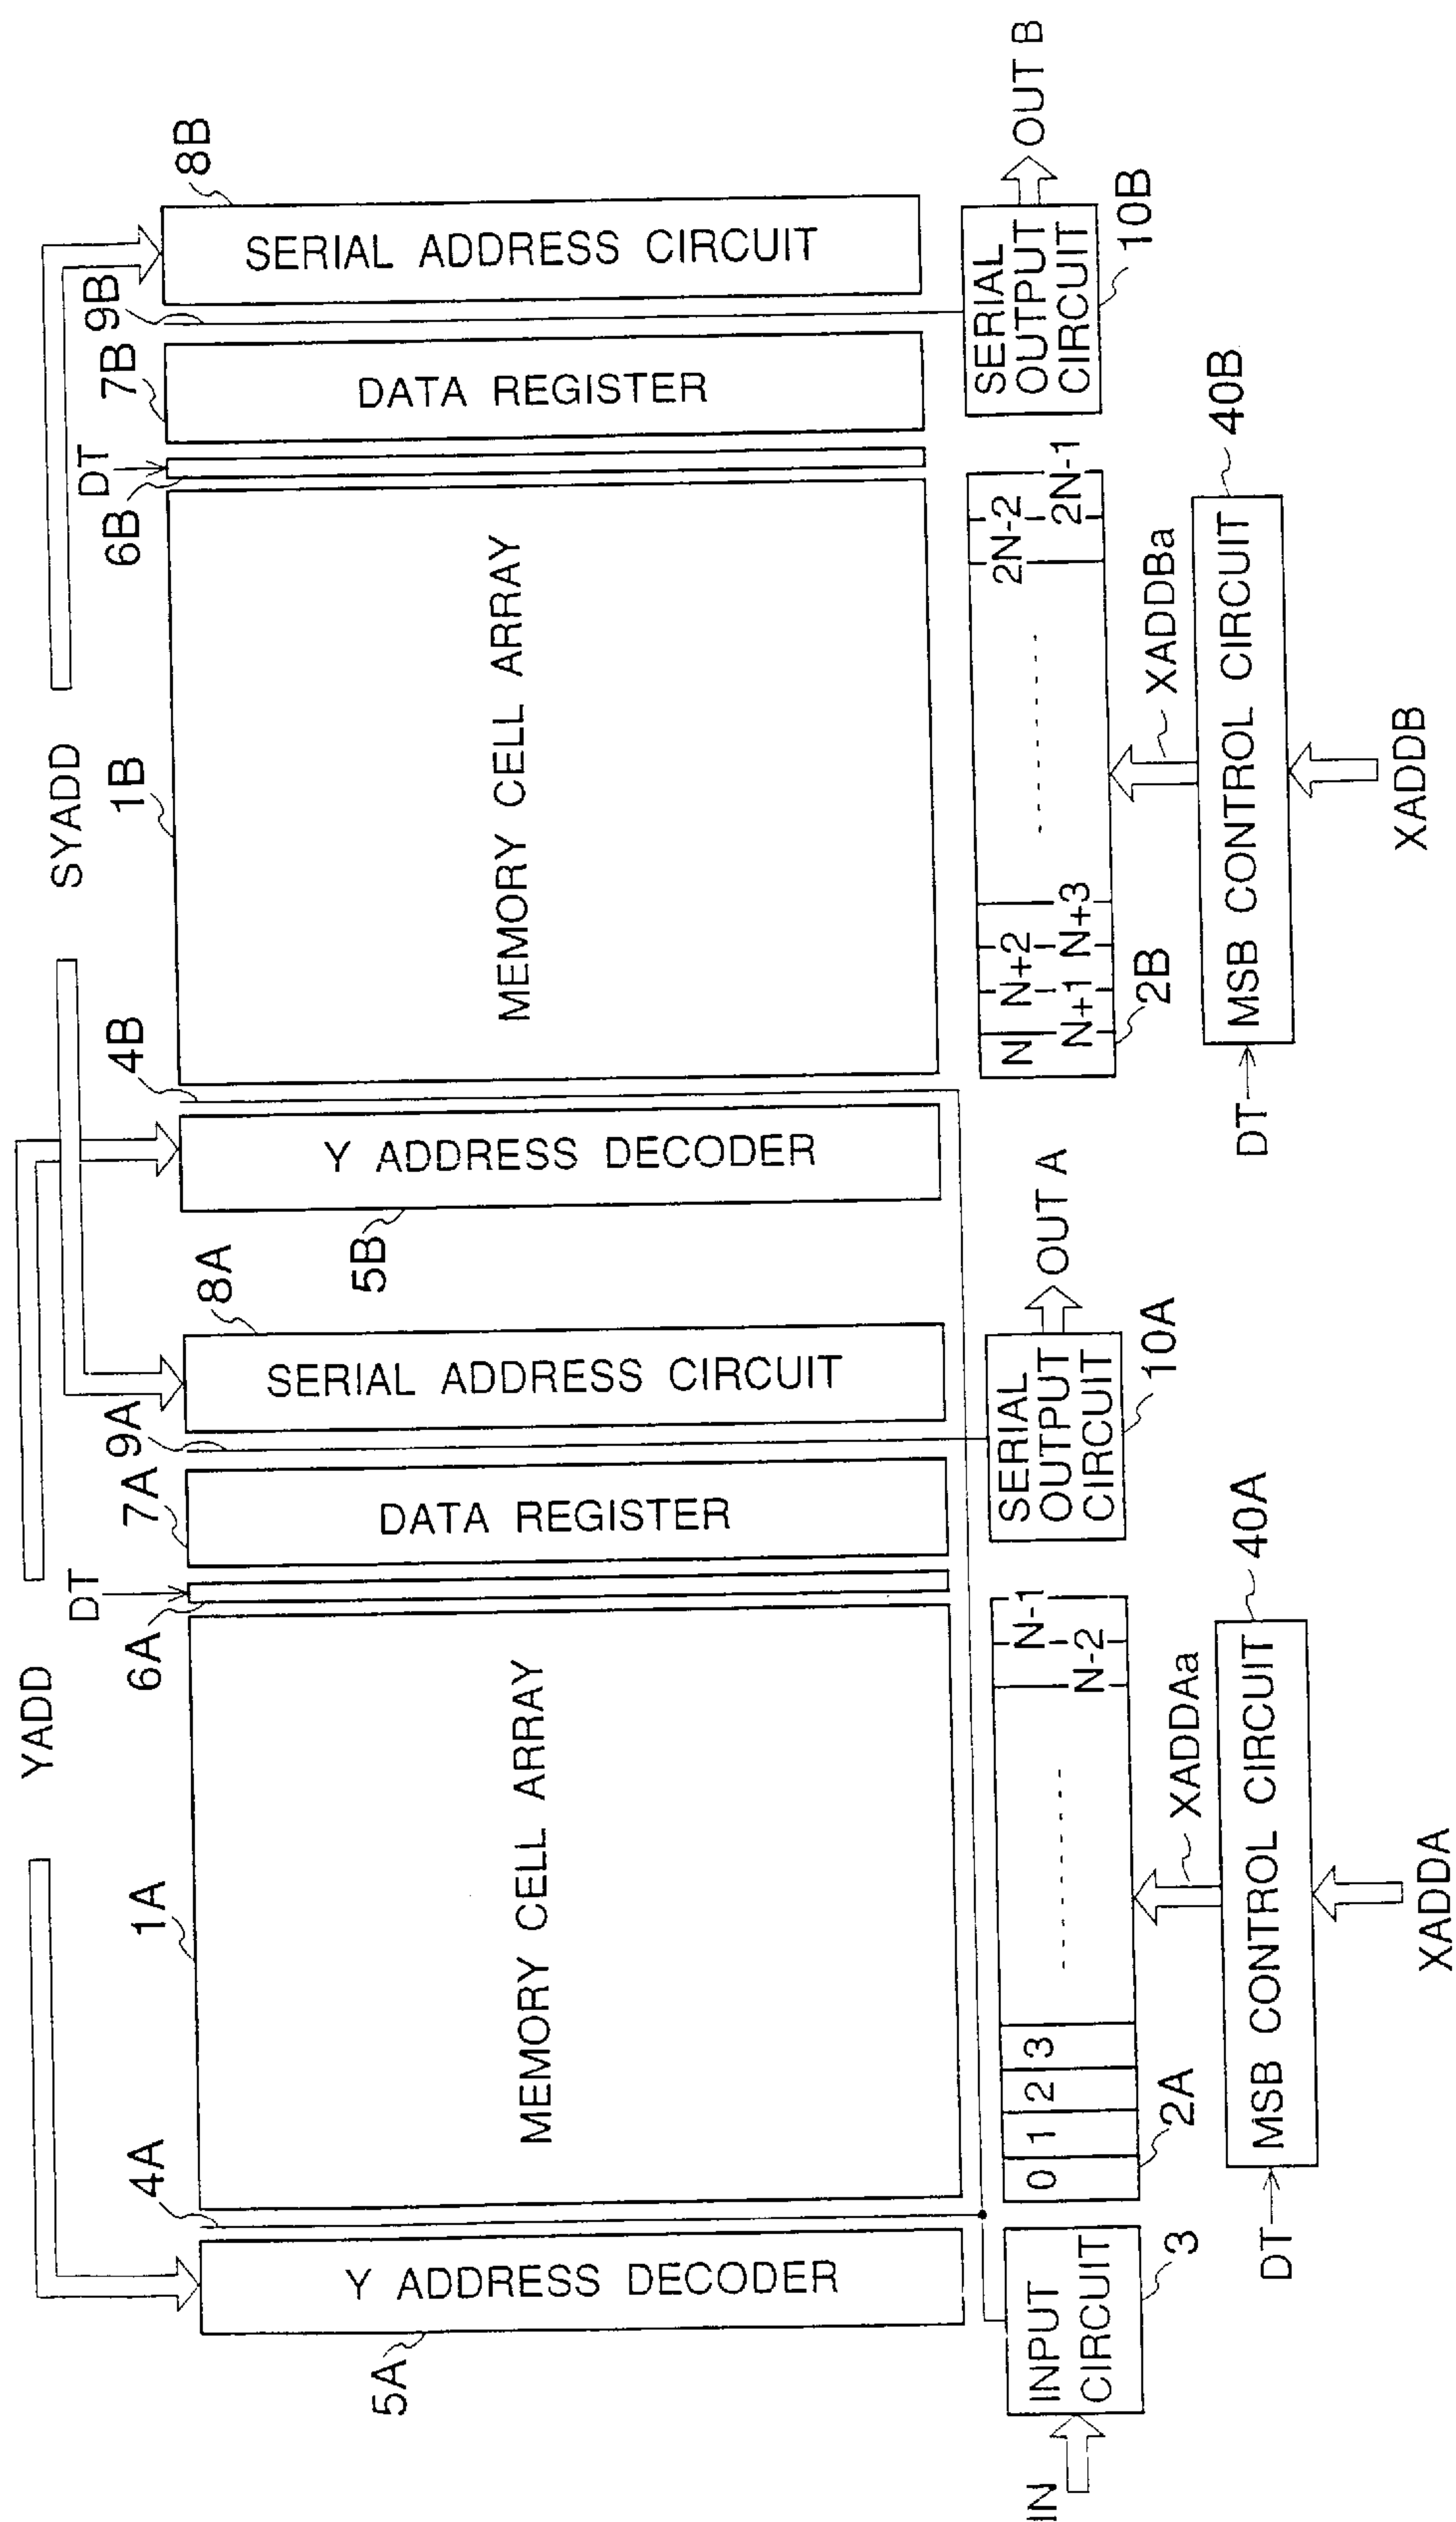 YADD
SYADD
4A
1A
6A
DT
7A
9A
8A
4B
1B
6B
DT
7B
9B
8B
Y ADDRESS DECODER
MEMORY CELL ARRAY
DATA REGISTER
SERIAL ADDRESS CIRCUIT
Y ADDRESS DECODER
MEMORY CELL ARRAY
DATA REGISTER
SERIAL ADDRESS CIRCUIT
5A
5B
IN
INPUT
CIRCUIT
3
0
1
2
3
N-2
N-1
2A
SERIAL
OUTPUT
CIRCUIT
10A
OUT A
N
N+1
N+2
N+3
2N-2
2N-1
2B
SERIAL
OUTPUT
CIRCUIT
10B
OUT B
XADDAa
XADDBa
DT
MSB CONTROL CIRCUIT
40A
DT
MSB CONTROL CIRCUIT
40B
XADDA
XADDB